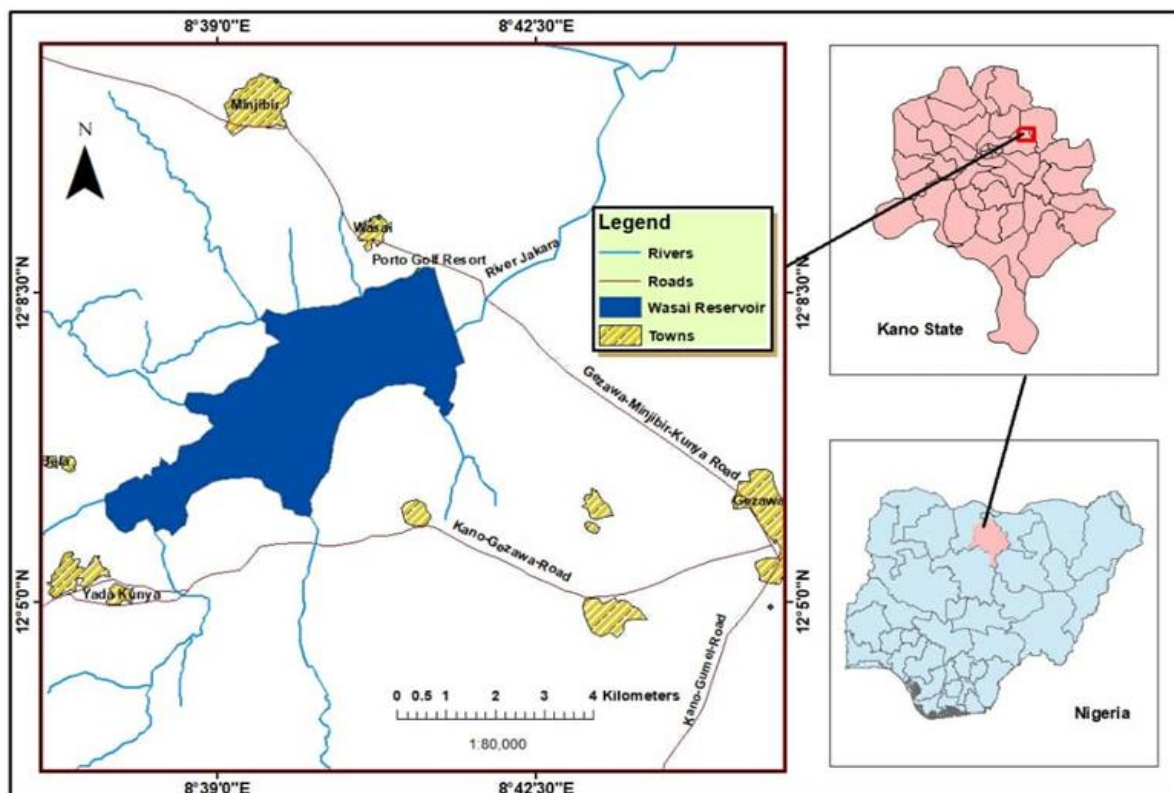 8°39'0"E
8°42'30"E
Minjibir
N
Wasai
Porto Golf Resort
River Jakara
Legend
Rivers
Roads
Wasai Reservoir
Towns
12°8'30"N
12°8'30"N
Kano State
Gezawa-Minjibir-Kunya Road
Gezawa
Kano-Gezawa-Road
Yada Kunya
12°5'0"N
12°5'0"N
Kano-Gumel-Road
0 0.5 1 2 3 4 Kilometers
1:80,000
Nigeria
8°39'0"E
8°42'30"E